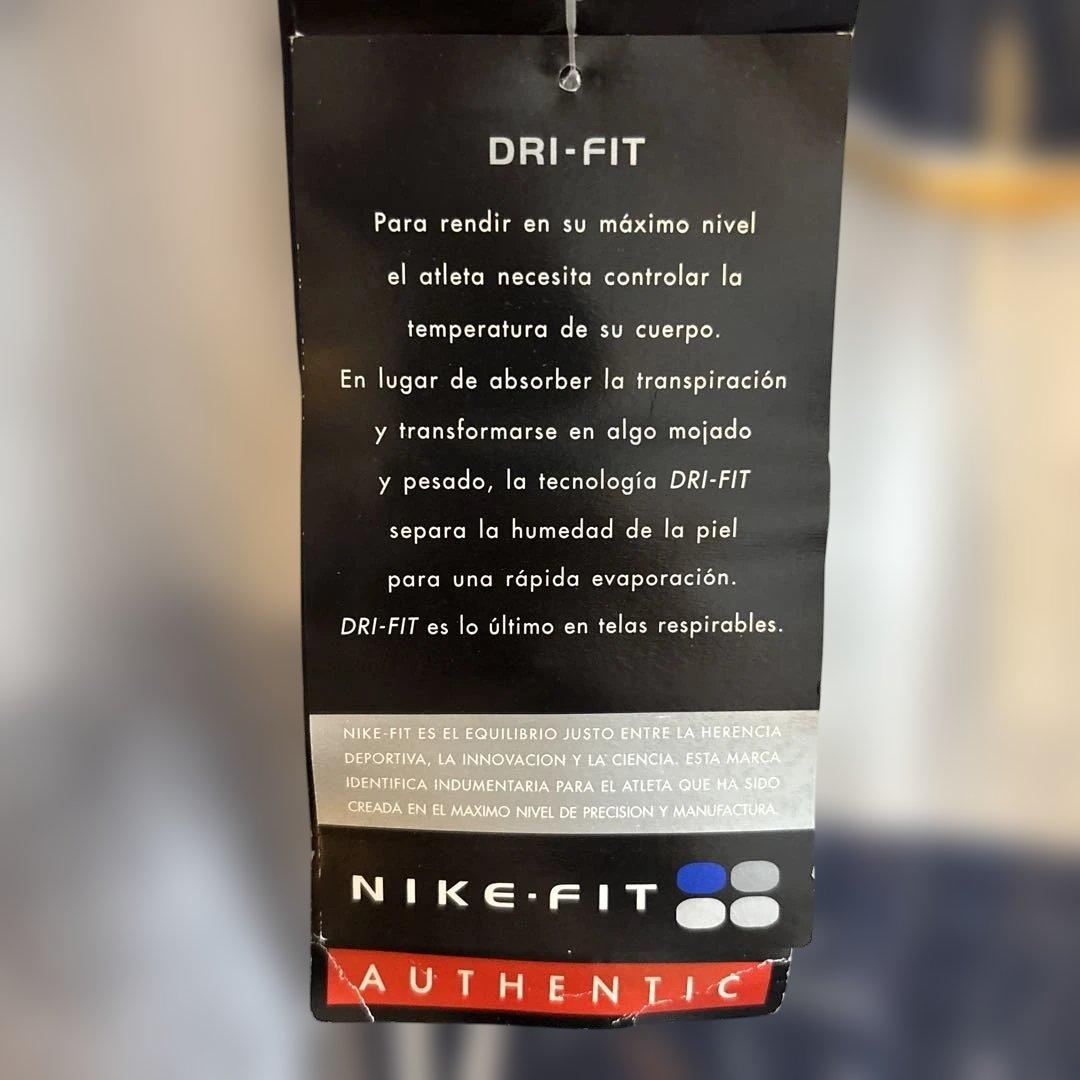 DRI-FIT
Para rendir en su máximo nivel
el atleta necesita controlar la
temperatura de su cuerpo.
En lugar de absorber la transpiración
y transformarse en algo mojado
y pesado, la tecnología DRI-FIT
separa la humedad de la piel
para una rápida evaporación.
DRI-FIT es lo último en telas respirables.
NIKE-FIT ES EL EQUILIBRIO JUSTO ENTRE LA HERENCIA
DEPORTIVA, LA INNOVACION Y LA CIENCIA. ESTA MARCA
IDENTIFICA INDUMENTARIA PARA EL ATLETA QUE HA SIDO
CREADA EN EL MAXIMO NIVEL DE PRECISION Y MANUFACTURA.
NIKE-FIT
AUTHENTIC